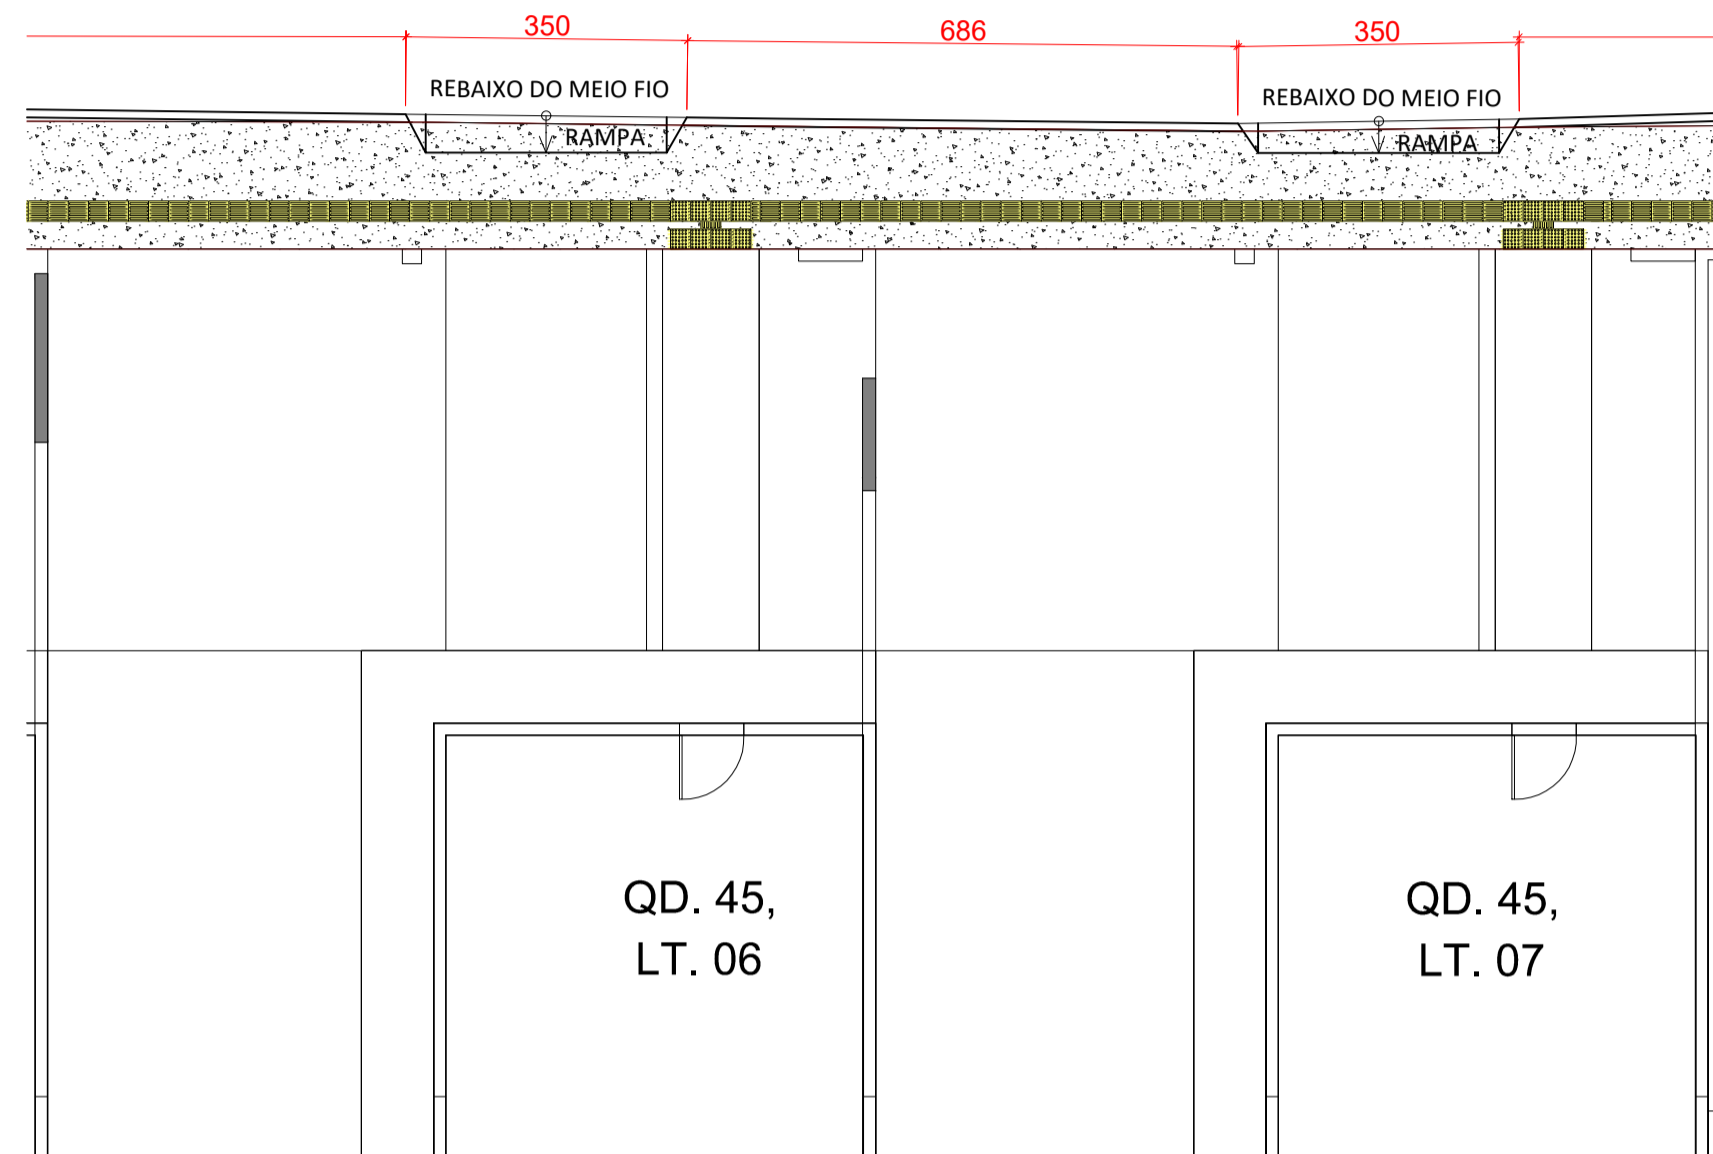 350
686
350
REBAIXO DO MEIO FIO
REBAIXO DO MEIO FIO
RAMPA
RAMPA
QD. 45,
LT. 06
QD. 45,
LT. 07